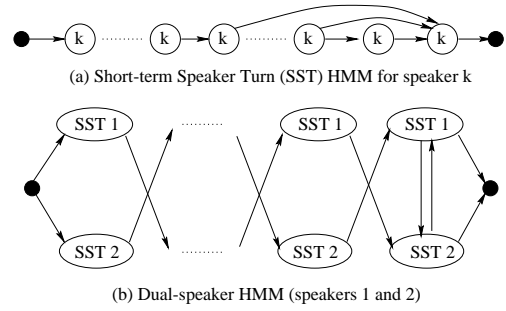 k k k k k k
(a) Short-term Speaker Turn (SST) HMM for speaker k
SST 1 SST 1 SST 1
SST 2 SST 2 SST 2
(b) Dual-speaker HMM (speakers 1 and 2)